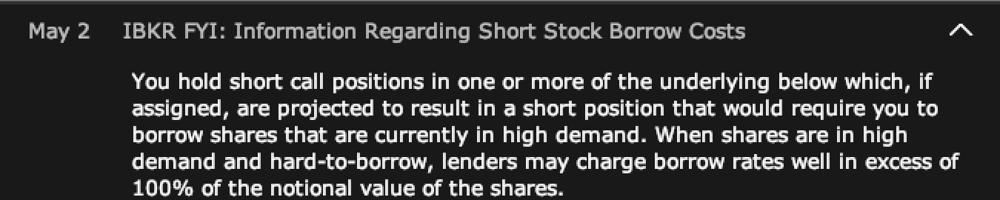 May 2 IBKR FYI: Information Regarding Short Stock Borrow Costs
You hold short call positions in one or more of the underlying below which, if
assigned, are projected to result in a short position that would require you to
borrow shares that are currently in high demand. When shares are in high
demand and hard-to-borrow, lenders may charge borrow rates well in excess of
100% of the notional value of the shares.